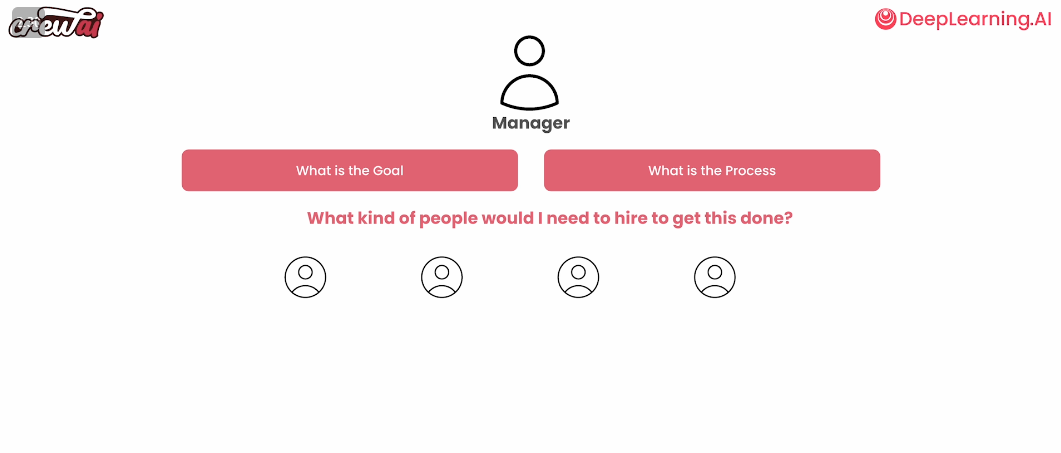 crewai
DeepLearning.AI
Manager
What is the Goal
What is the Process
What kind of people would I need to hire to get this done?